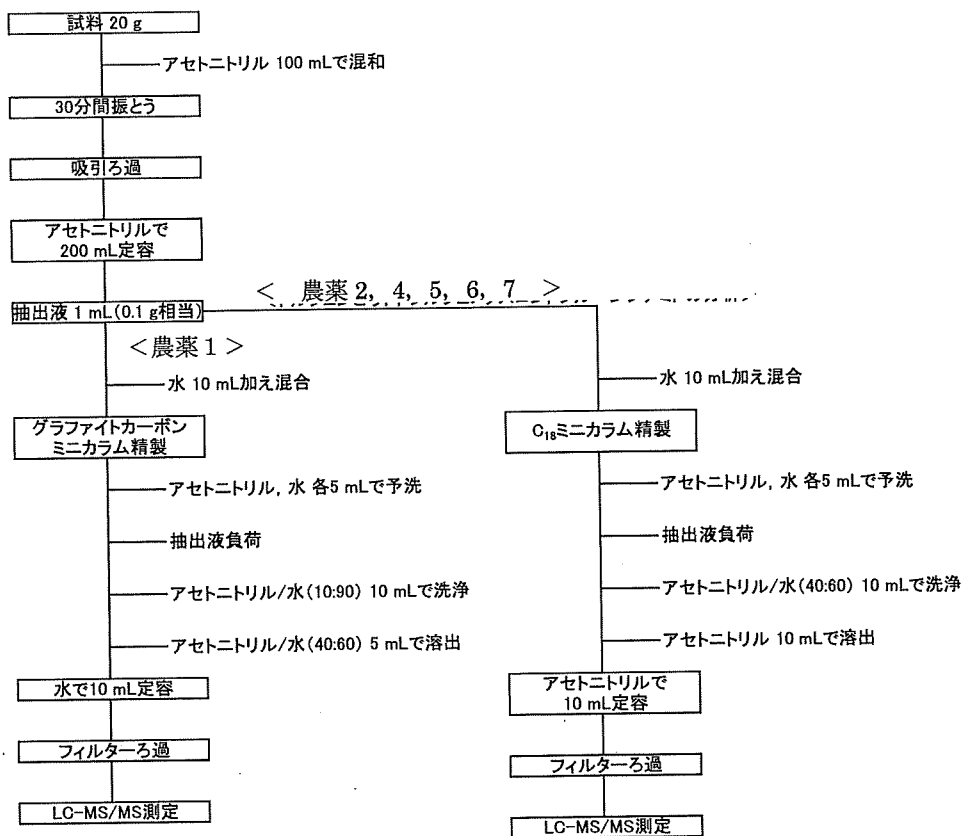 試料 20 g
アセトニトリル 100 mLで混和
30分間振とう
吸引ろ過
アセトニトリルで
200 mL定容
＜　農薬 2, 4, 5, 6, 7　＞
抽出液 1 mL(0.1 g相当)
＜農薬 1＞
水 10 mL加え混合
グラファイトカーボン
ミニカラム精製
アセトニトリル, 水 各5 mLで予洗
抽出液負荷
アセトニトリル/水(10:90) 10 mLで洗浄
アセトニトリル/水(40:60) 5 mLで溶出
水で10 mL定容
フィルターろ過
LC-MS/MS測定
水 10 mL加え混合
C₁₈ミニカラム精製
アセトニトリル, 水 各5 mLで予洗
抽出液負荷
アセトニトリル/水(40:60) 10 mLで洗浄
アセトニトリル 10 mLで溶出
アセトニトリルで
10 mL定容
フィルターろ過
LC-MS/MS測定